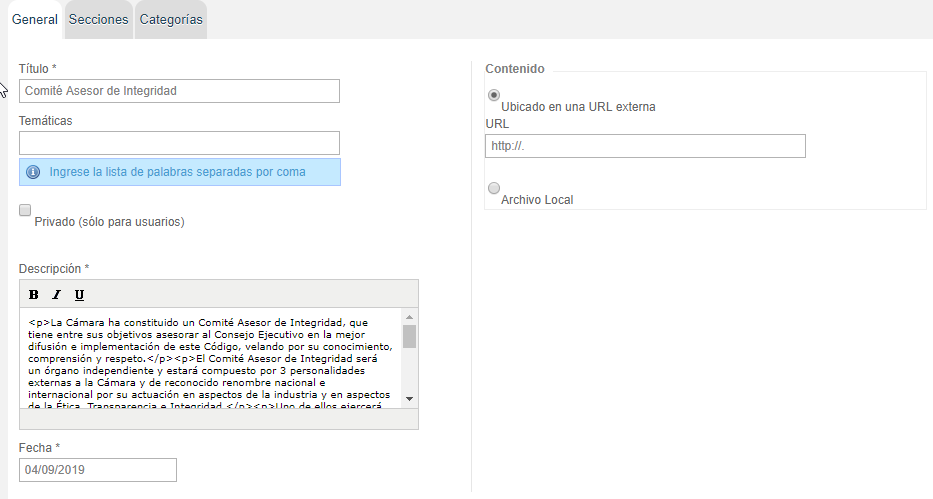 General
Secciones
Categorías
Título *
Comité Asesor de Integridad
Temáticas
Ingrese la lista de palabras separadas por coma
Privado (sólo para usuarios)
Descripción *
B I U
<p>La Cámara ha constituido un Comité Asesor de Integridad, que
tiene entre sus objetivos asesorar al Consejo Ejecutivo en la mejor
difusión e implementación de este Código, velando por su conocimiento,
comprensión y respeto.</p><p>El Comité Asesor de Integridad será
un órgano independiente y estará compuesto por 3 personalidades
externas a la Cámara y de reconocido renombre nacional e
internacional por su actuación en aspectos de la industria y en aspectos
de la Ética, Transparencia e Integridad.</p><p>Uno de ellos ejercerá
Fecha *
04/09/2019
Contenido
Ubicado en una URL externa
URL
http://.
Archivo Local